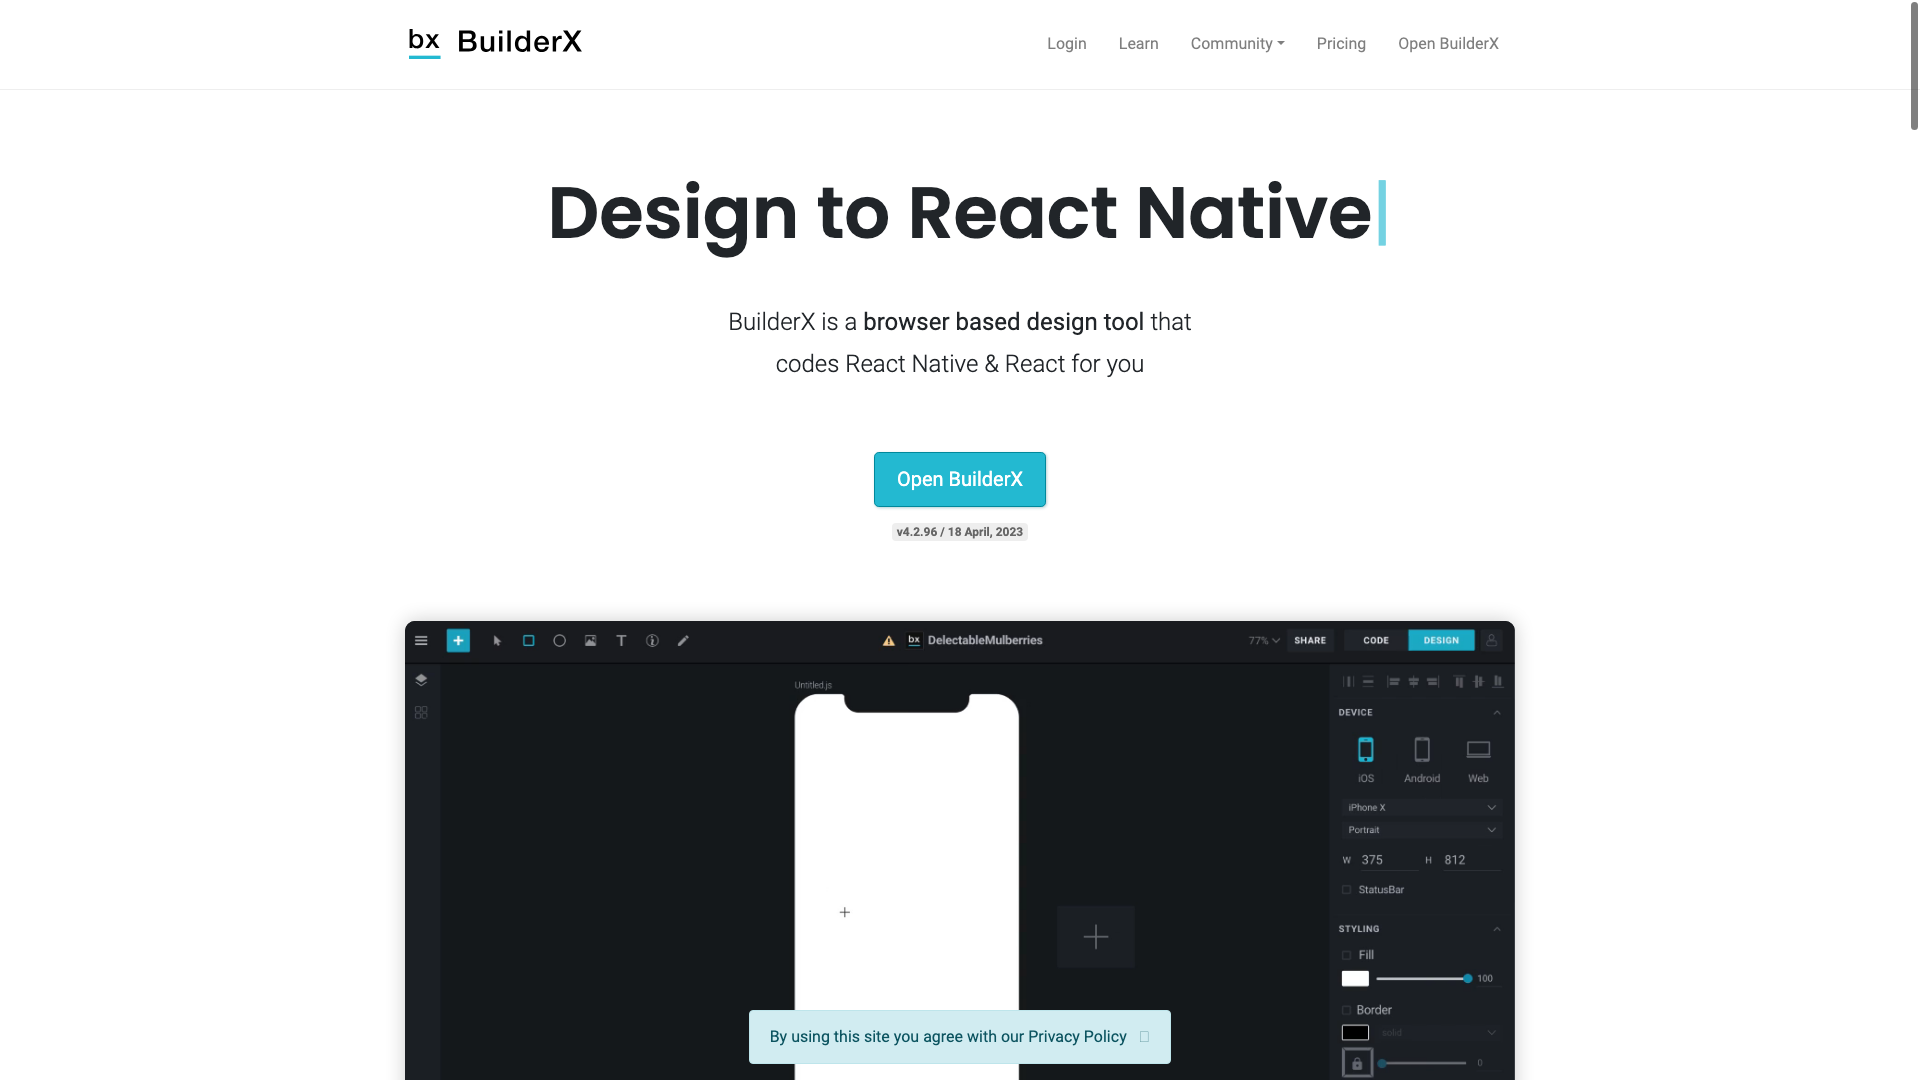 bx BuilderX
Login Learn Community Pricing Open BuilderX
Design to React Native
BuilderX is a browser based design tool that
codes React Native & React for you
Open BuilderX
v4.2.96 / 18 April, 2023
T
bx DelectableMulberries
77% SHARE CODE DESIGN
Untitled.js
DEVICE
iOS Android Web
iPhone X
Portrait
W 375 H 812
StatusBar
STYLING
Fill
100
Border
solid
0
By using this site you agree with our Privacy Policy